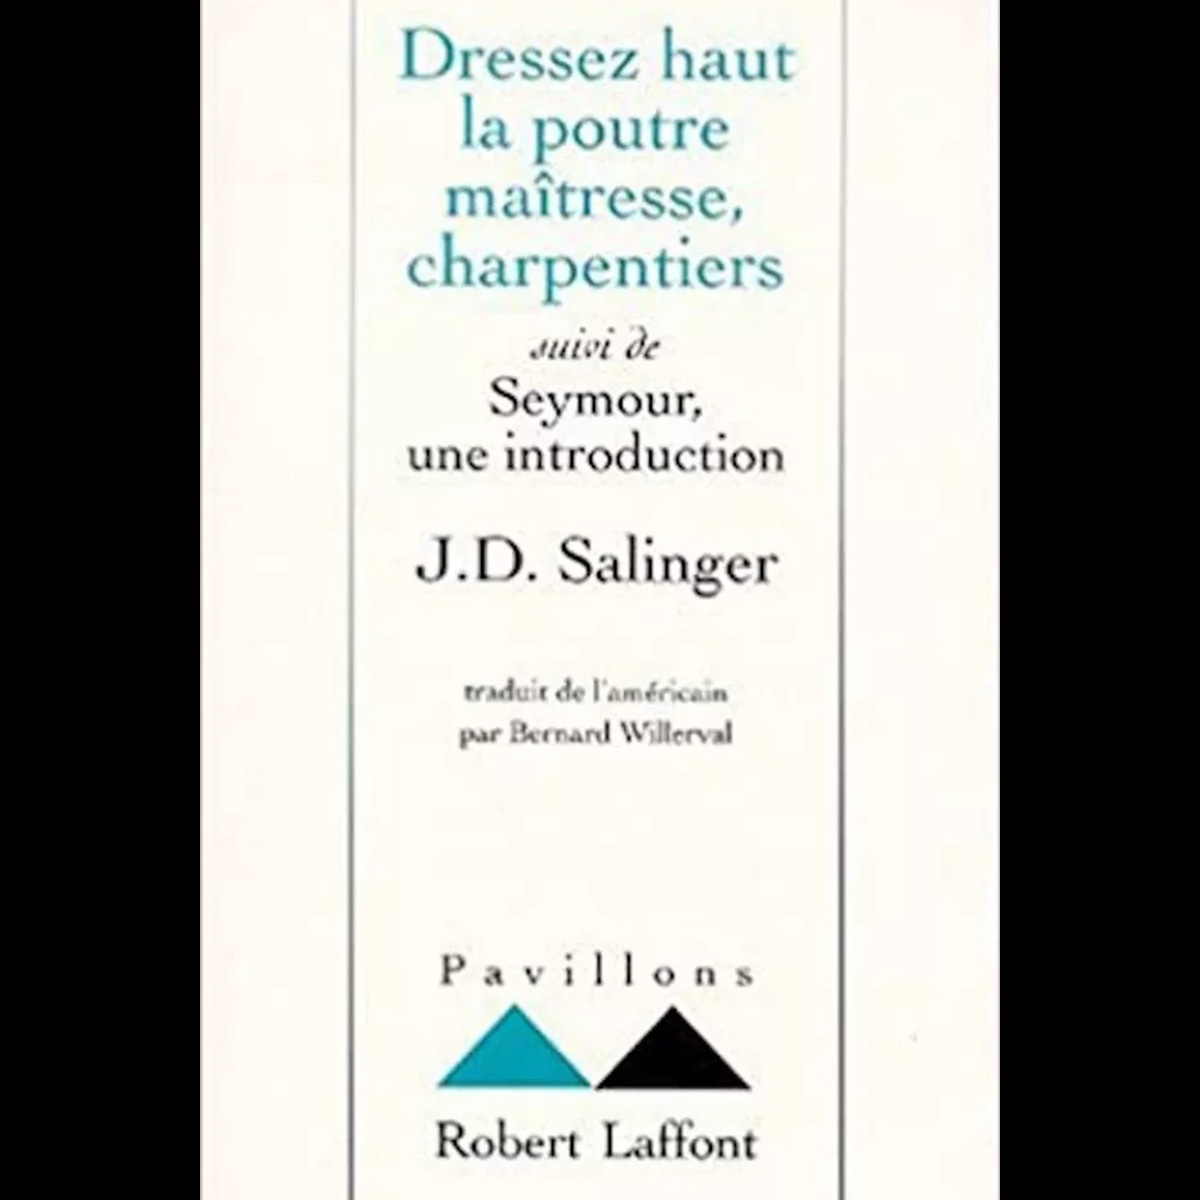 Dressez haut
la poutre
maîtresse,
charpentiers
suivi de
Seymour,
une introduction
J.D. Salinger
traduit de l'américain
par Bernard Willerval
Pavillons
Robert Laffont